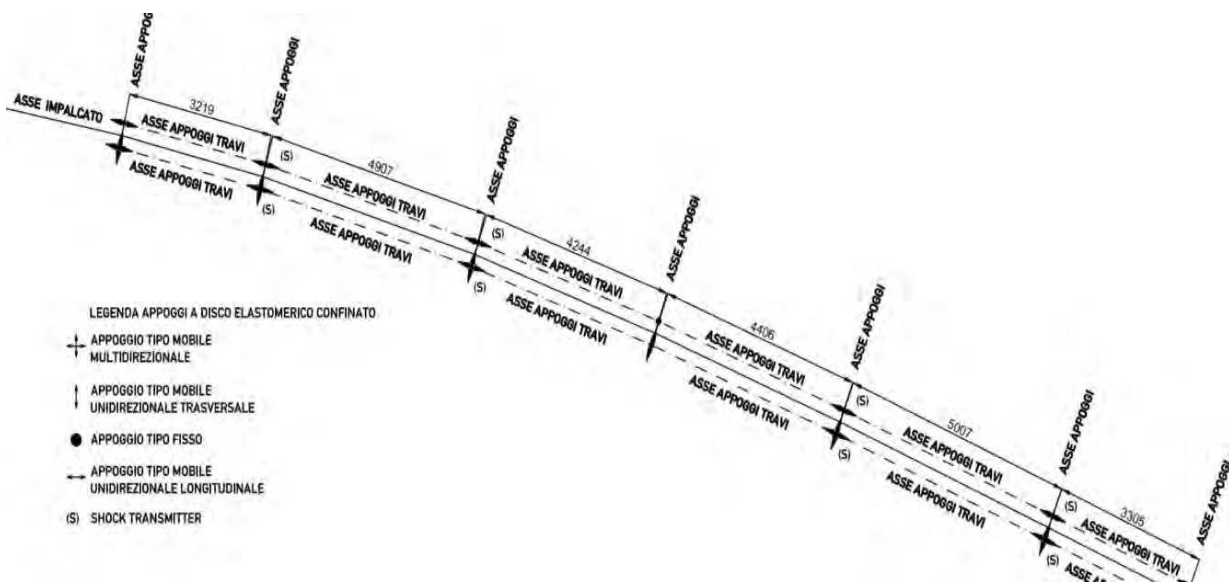 ASSE APPOGGI
ASSE APPOGGI
3219
ASSE IMPALCATO
ASSE APPOGGI TRAVI
(S)
4907
ASSE APPOGGI
ASSE APPOGGI TRAVI
ASSE APPOGGI TRAVI
(S)
(S)
4244
ASSE APPOGGI
ASSE APPOGGI TRAVI
ASSE APPOGGI TRAVI
(S)
4406
ASSE APPOGGI
ASSE APPOGGI TRAVI
ASSE APPOGGI TRAVI
(S)
5007
ASSE APPOGGI
ASSE APPOGGI TRAVI
ASSE APPOGGI TRAVI
(S)
(S)
3305
ASSE APPOGGI
ASSE APPOGGI TRAVI
ASSE APPOGGI TRAVI
(S)
ASSE
LEGENDA APPOGGI A DISCO ELASTOMERICO CONFINATO
APPOGGIO TIPO MOBILE
MULTIDIREZIONALE
APPOGGIO TIPO MOBILE
UNIDIREZIONALE TRASVERSALE
APPOGGIO TIPO FISSO
APPOGGIO TIPO MOBILE
UNIDIREZIONALE LONGITUDINALE
(S) SHOCK TRANSMITTER